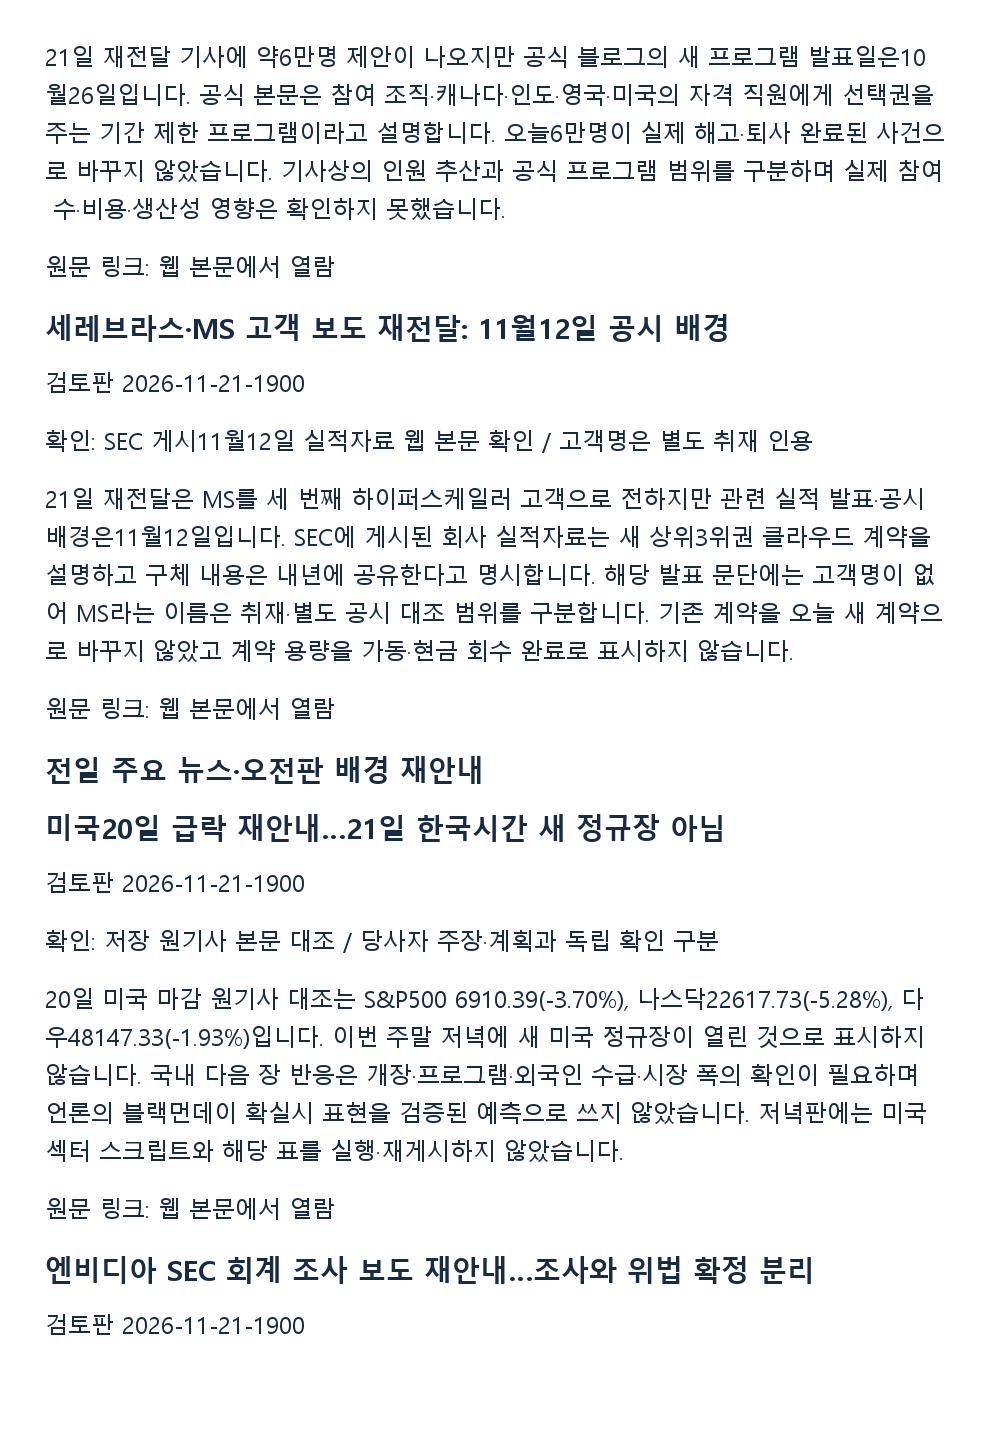 21일 재전달 기사에 약6만명 제안이 나오지만 공식 블로그의 새 프로그램 발표일은10
월26일입니다. 공식 본문은 참여 조직·캐나다·인도·영국·미국의 자격 직원에게 선택권을
주는 기간 제한 프로그램이라고 설명합니다. 오늘6만명이 실제 해고·퇴사 완료된 사건으
로 바꾸지 않았습니다. 기사상의 인원 추산과 공식 프로그램 범위를 구분하며 실제 참여
수·비용·생산성 영향은 확인하지 못했습니다.
원문 링크: 웹 본문에서 열람
세레브라스·MS 고객 보도 재전달: 11월12일 공시 배경
검토판 2026-11-21-1900
확인: SEC 게시11월12일 실적자료 웹 본문 확인 / 고객명은 별도 취재 인용
21일 재전달은 MS를 세 번째 하이퍼스케일러 고객으로 전하지만 관련 실적 발표·공시
배경은11월12일입니다. SEC에 게시된 회사 실적자료는 새 상위3위권 클라우드 계약을
설명하고 구체 내용은 내년에 공유한다고 명시합니다. 해당 발표 문단에는 고객명이 없
어 MS라는 이름은 취재·별도 공시 대조 범위를 구분합니다. 기존 계약을 오늘 새 계약으
로 바꾸지 않았고 계약 용량을 가동·현금 회수 완료로 표시하지 않습니다.
원문 링크: 웹 본문에서 열람
전일 주요 뉴스·오전판 배경 재안내
미국20일 급락 재안내…21일 한국시간 새 정규장 아님
검토판 2026-11-21-1900
확인: 저장 원기사 본문 대조 / 당사자 주장·계획과 독립 확인 구분
20일 미국 마감 원기사 대조는 S&P500 6910.39(-3.70%), 나스닥22617.73(-5.28%), 다
우48147.33(-1.93%)입니다. 이번 주말 저녁에 새 미국 정규장이 열린 것으로 표시하지
않습니다. 국내 다음 장 반응은 개장·프로그램·외국인 수급·시장 폭의 확인이 필요하며
언론의 블랙먼데이 확실시 표현을 검증된 예측으로 쓰지 않았습니다. 저녁판에는 미국
섹터 스크립트와 해당 표를 실행·재게시하지 않았습니다.
원문 링크: 웹 본문에서 열람
엔비디아 SEC 회계 조사 보도 재안내…조사와 위법 확정 분리
검토판 2026-11-21-1900